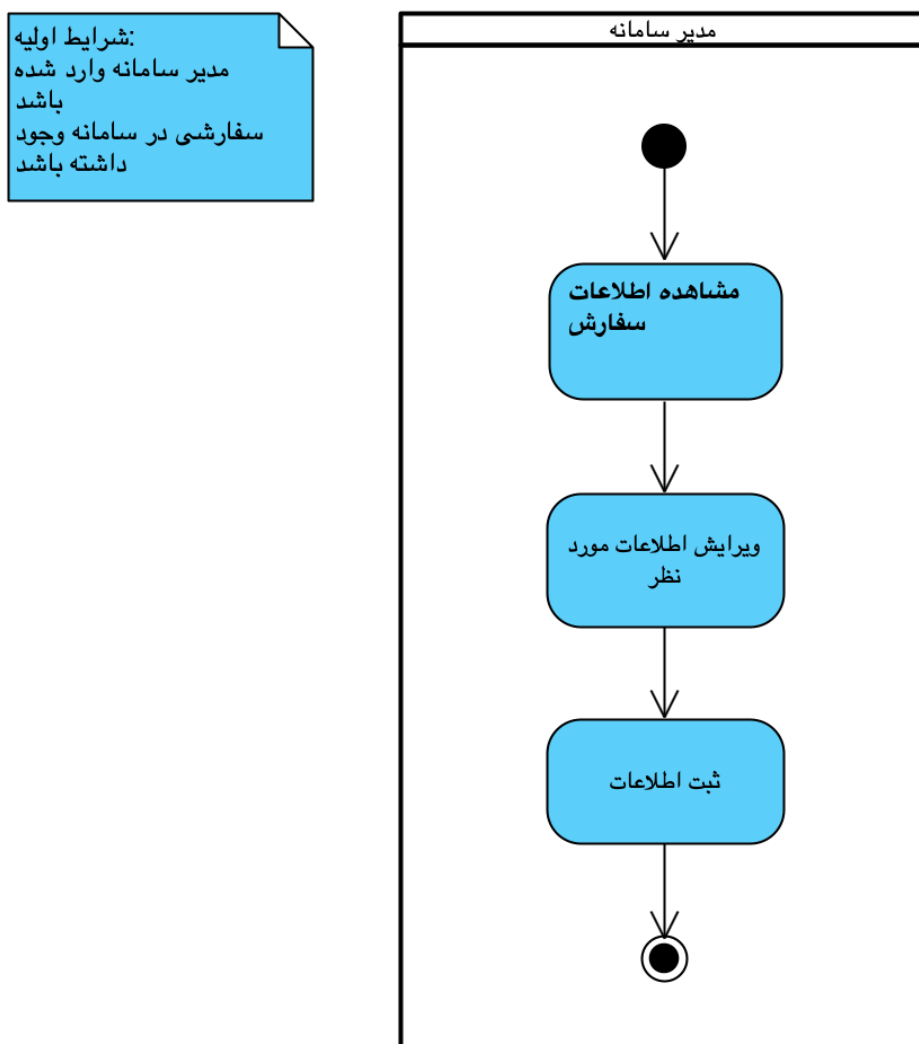 شرایط اولیه:
مدیر سامانه وارد شده
باشد
سفارشی در سامانه وجود
داشته باشد
مدیر سامانه
مشاهده اطلاعات
سفارش
ویرایش اطلاعات مورد
نظر
ثبت اطلاعات